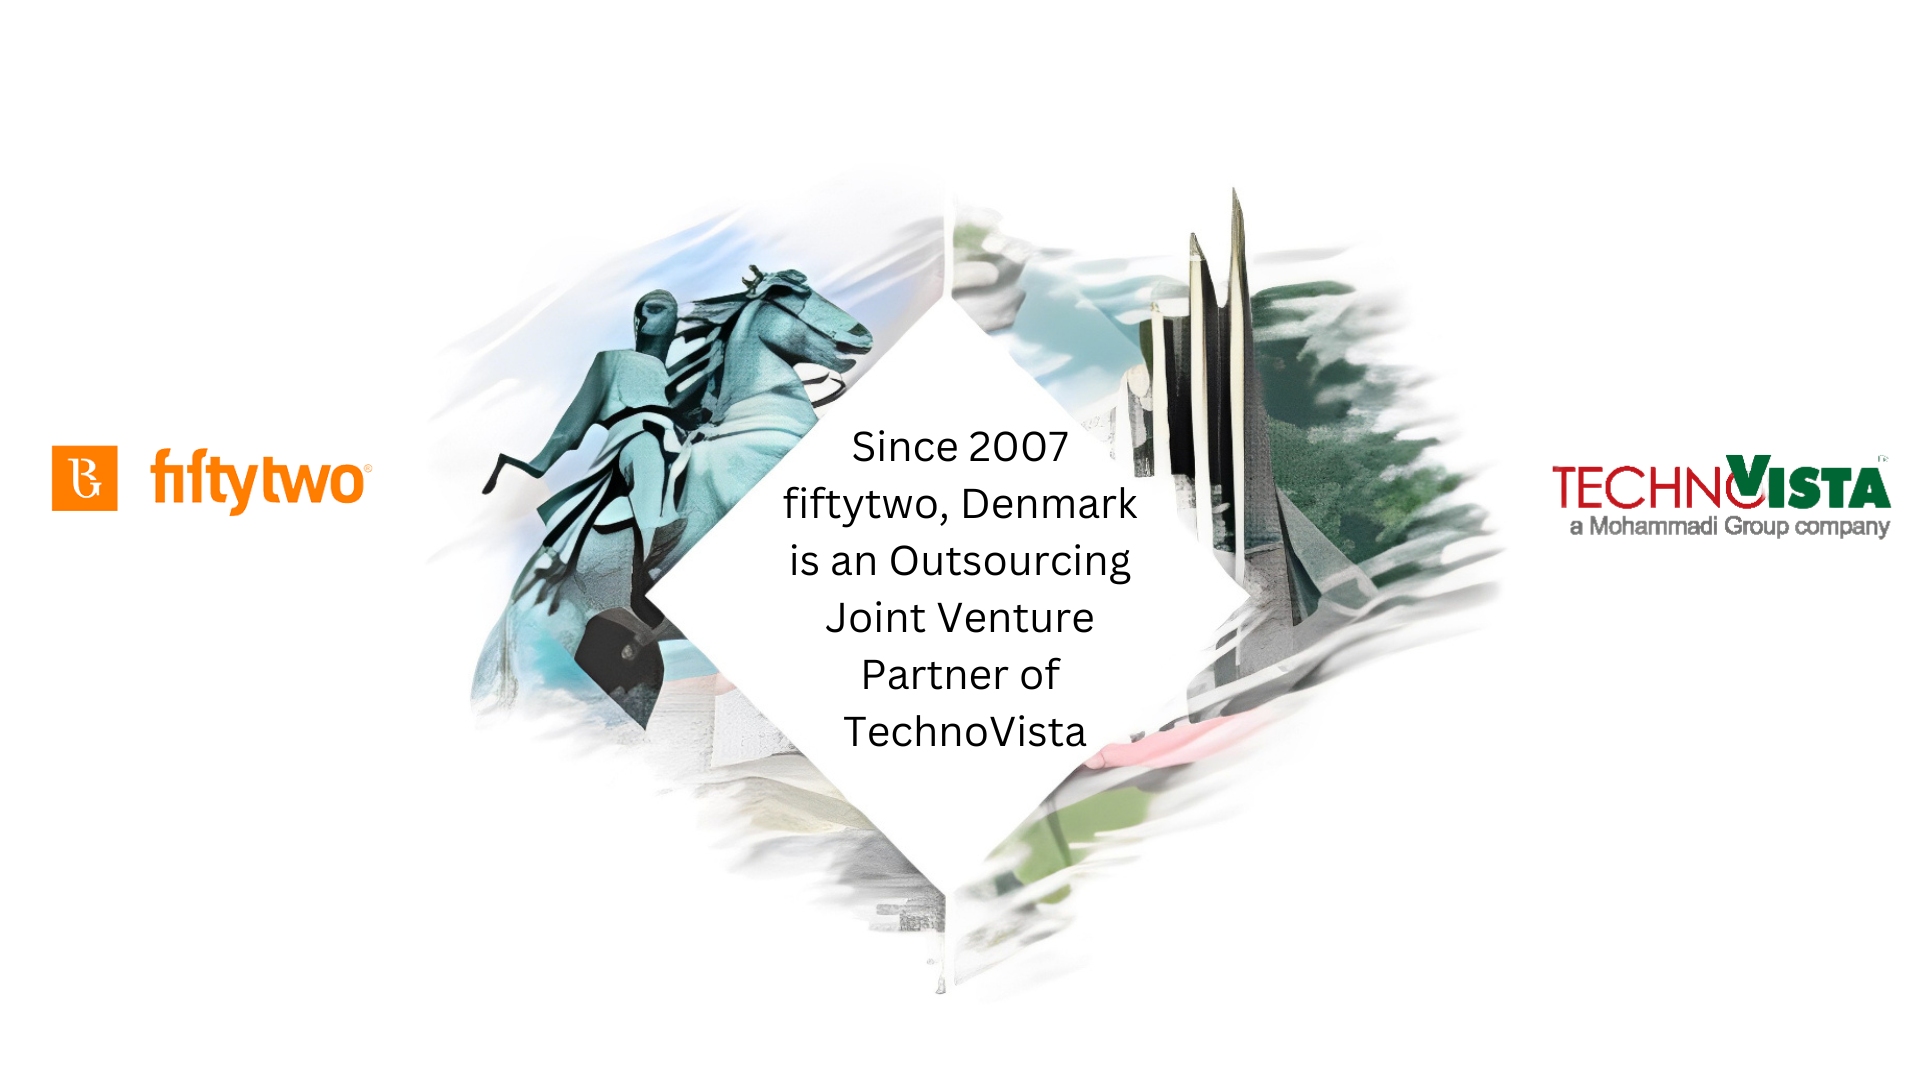 fiftytwo®
Since 2007
fiftytwo, Denmark
is an Outsourcing
Joint Venture
Partner of
TechnoVista
TECHNOVISTA
a Mohammadi Group company